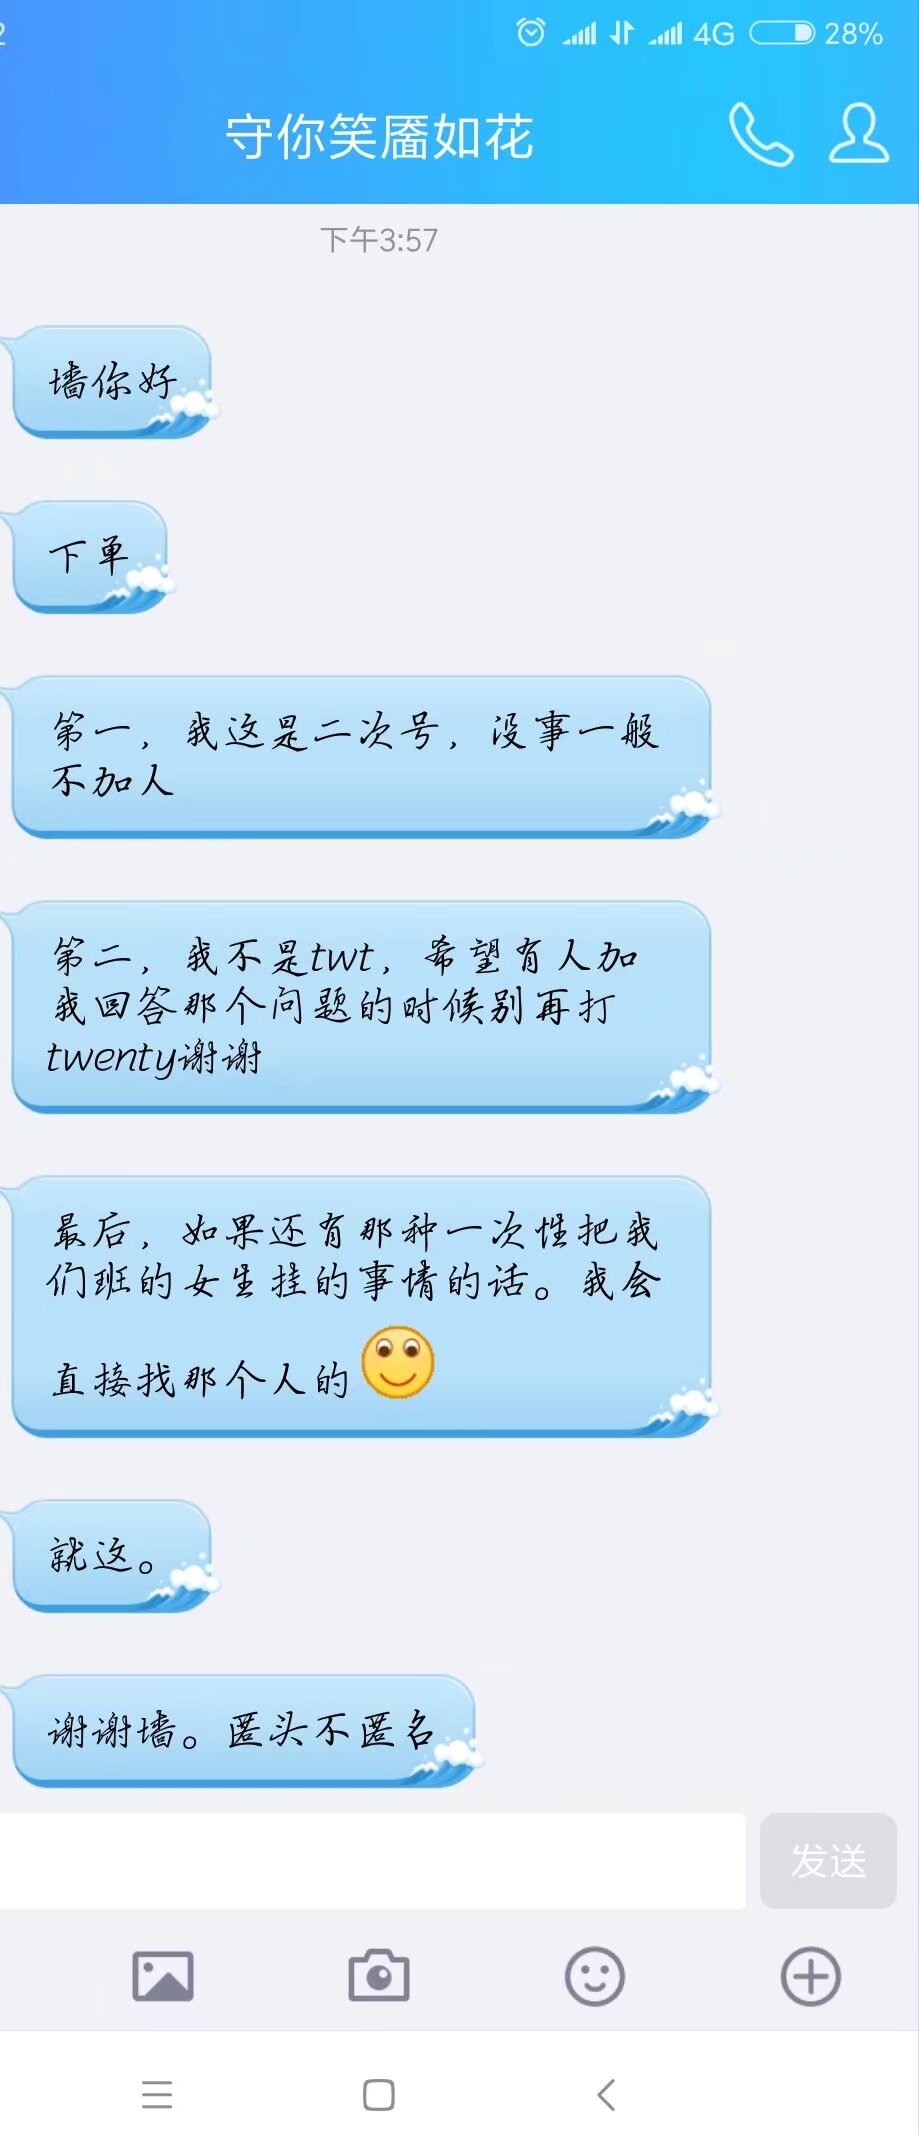 2
4G 28%
守你笑靥如花
下午3:57
墙你好
下单
第一，我这是二次号，没事一般
不加人
第二，我不是twt，希望有人加
我回答那个问题的时候别再打
twenty谢谢
最后，如果还有那种一次性把我
们班的女生挂的事情的话。我会
直接找那个人的
就这。
谢谢墙。匿头不匿名
发送